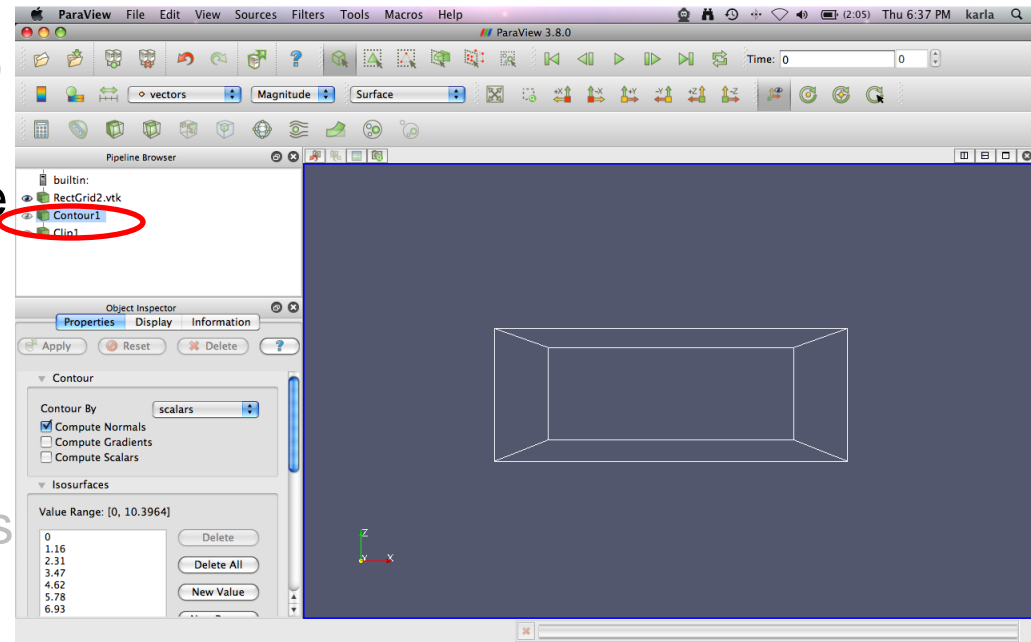 ParaView File Edit View Sources Filters Tools Macros Help (2:05) Thu 6:37 PM karla
ParaView 3.8.0
? Time: 0 0
vectors Magnitude Surface +X -X +Y -Y +Z -Z
Pipeline Browser
builtin:
RectGrid2.vtk
e
Contour1
Clip1
Object Inspector
Properties Display Information
Apply Reset Delete ?
Contour
Contour By scalars
Compute Normals
Compute Gradients
Compute Scalars
Isosurfaces
Value Range: [0, 10.3964]
s
0 Delete
1.16
2.31 Delete All
3.47
4.62 New Value
5.78
6.93
Z
Y X